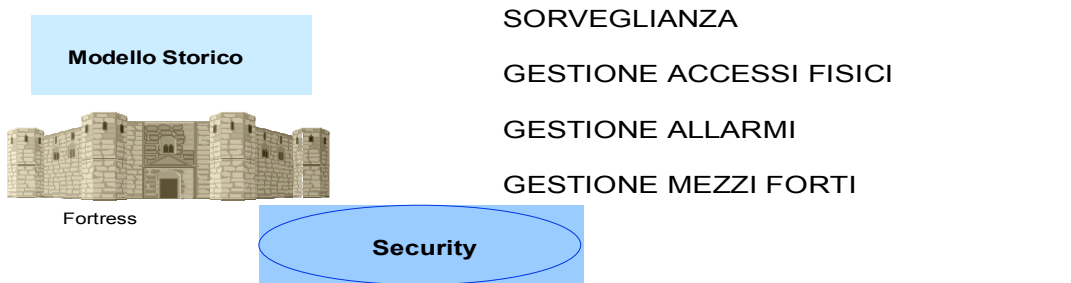 Modello Storico
Fortress
Security
SORVEGLIANZA
GESTIONE ACCESSI FISICI
GESTIONE ALLARMI
GESTIONE MEZZI FORTI